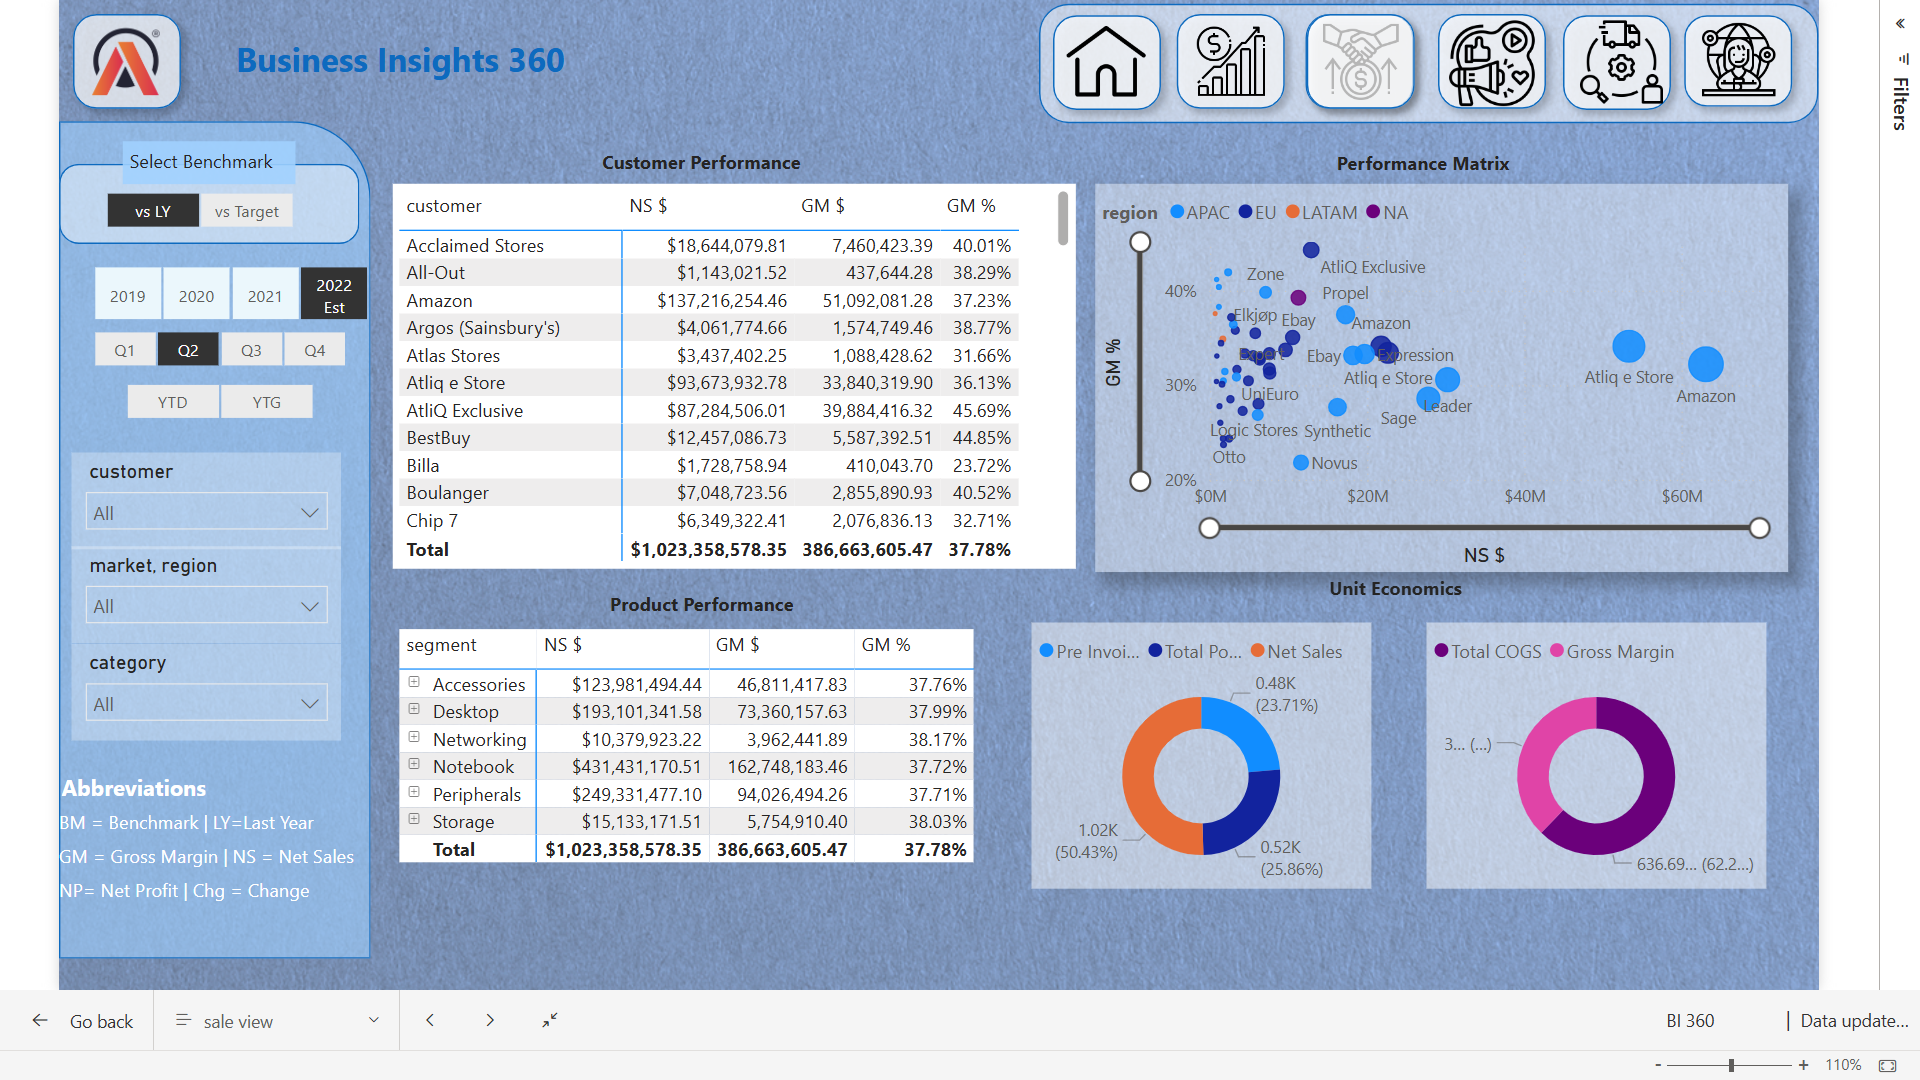 Business Insights 360
Select Benchmark
vs LY
vs Target
2019
2020
2021
2022
Est
Q1
Q2
Q3
Q4
YTD
YTG
customer
All
market, region
All
category
All
Abbreviations
BM = Benchmark | LY=Last Year
GM = Gross Margin | NS = Net Sales
NP= Net Profit | Chg = Change
Customer Performance
customer NS $ GM $ GM %
Acclaimed Stores $18,644,079.81 7,460,423.39 40.01%
All-Out $1,143,021.52 437,644.28 38.29%
Amazon $137,216,254.46 51,092,081.28 37.23%
Argos (Sainsbury's) $4,061,774.66 1,574,749.46 38.77%
Atlas Stores $3,437,402.25 1,088,428.62 31.66%
Atliq e Store $93,673,932.78 33,840,319.90 36.13%
AtliQ Exclusive $87,284,506.01 39,884,416.32 45.69%
BestBuy $12,457,086.73 5,587,392.51 44.85%
Billa $1,728,758.94 410,043.70 23.72%
Boulanger $7,048,723.56 2,855,890.93 40.52%
Chip 7 $6,349,322.41 2,076,836.13 32.71%
Total $1,023,358,578.35 386,663,605.47 37.78%
Product Performance
segment NS $ GM $ GM %
Accessories $123,981,494.44 46,811,417.83 37.76%
Desktop $193,101,341.58 73,360,157.63 37.99%
Networking $10,379,923.22 3,962,441.89 38.17%
Notebook $431,431,170.51 162,748,183.46 37.72%
Peripherals $249,331,477.10 94,026,494.26 37.71%
Storage $15,133,171.51 5,754,910.40 38.03%
Total $1,023,358,578.35 386,663,605.47 37.78%
Performance Matrix
region APAC EU LATAM NA
GM %
40%
30%
20%
Zone
AtliQ Exclusive
Propel
Elkjøp
Ebay
Amazon
Expert
Ebay
Expression
Atliq e Store
UniEuro
Leader
Sage
Logic Stores
Synthetic
Otto
Novus
Atliq e Store
Amazon
$0M
$20M
$40M
$60M
NS $
Unit Economics
Pre Invoi... Total Po... Net Sales
0.48K
(23.71%)
1.02K
(50.43%)
0.52K
(25.86%)
Total COGS Gross Margin
3... (...)
636.69... (62.2...)
Filters
Go back
sale view
BI 360
| Data update...
- + 110%